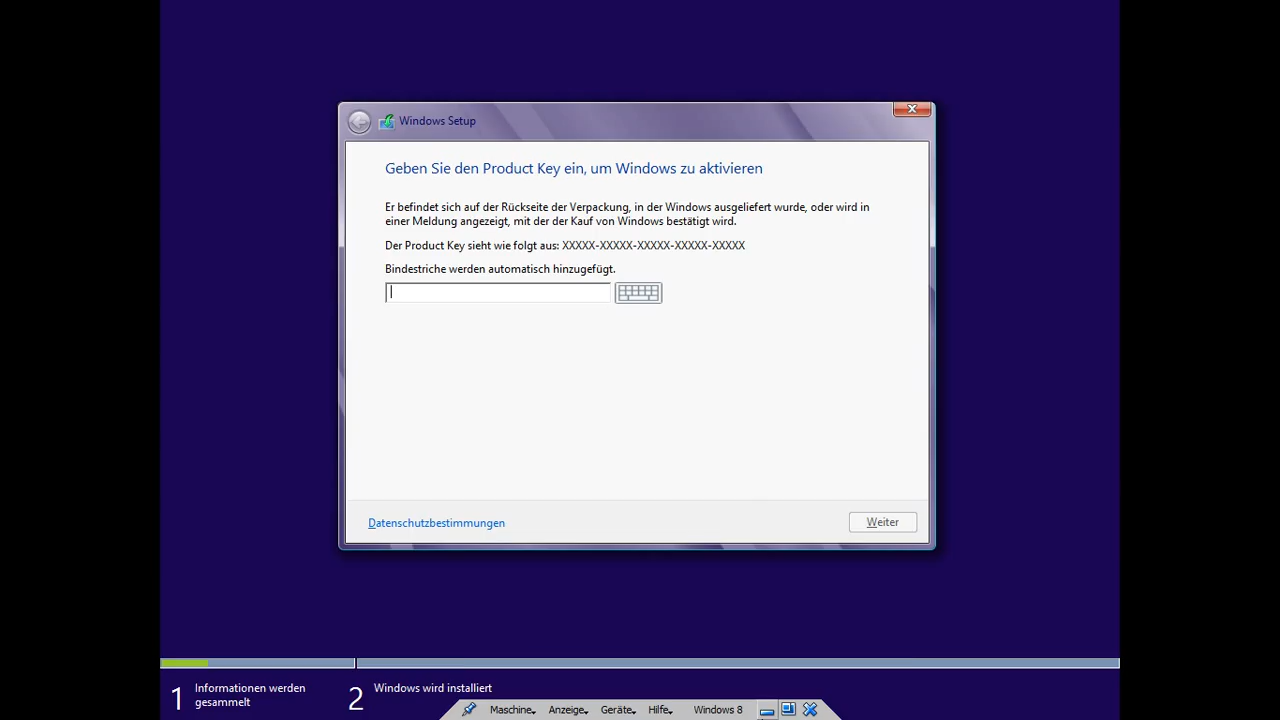 Windows Setup
Geben Sie den Product Key ein, um Windows zu aktivieren
Er befindet sich auf der Rückseite der Verpackung, in der Windows ausgeliefert wurde, oder wird in
einer Meldung angezeigt, mit der der Kauf von Windows bestätigt wird.
Der Product Key sieht wie folgt aus: XXXXX-XXXXX-XXXXX-XXXXX-XXXXX
Bindestriche werden automatisch hinzugefügt.
Datenschutzbestimmungen
Weiter
1 Informationen werden
gesammelt
2 Windows wird installiert
Maschine Anzeige Geräte Hilfe Windows 8